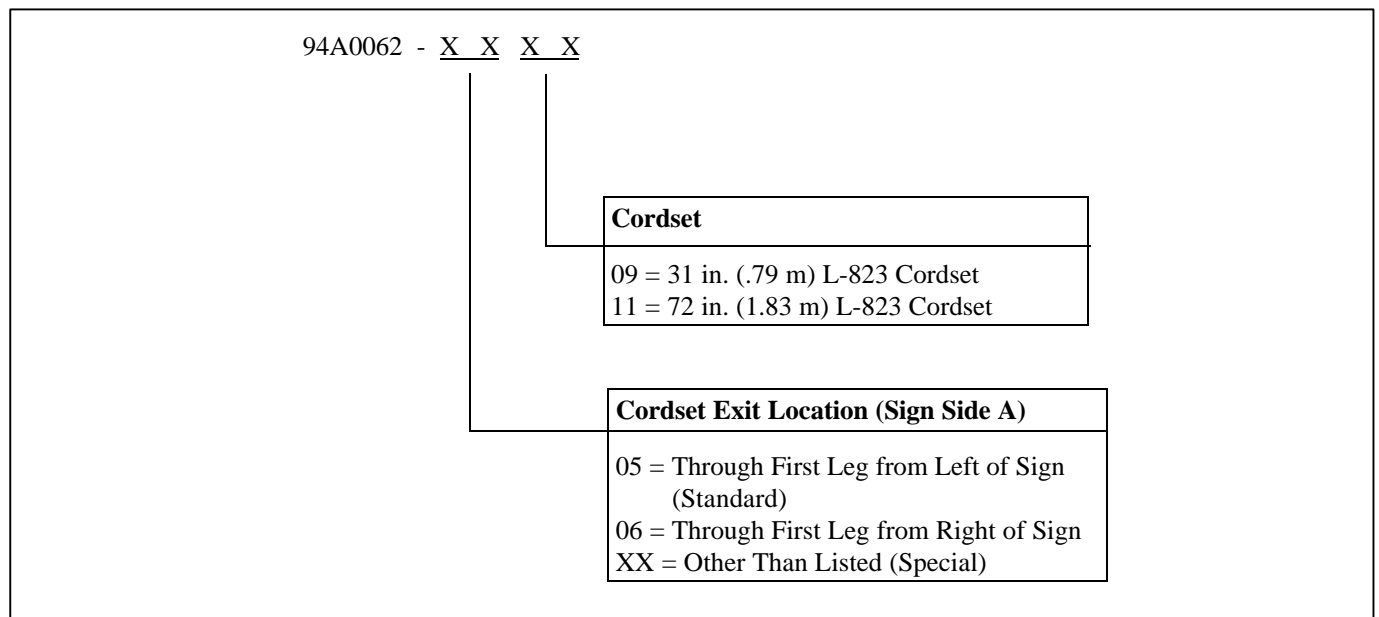 94A0062 - X X X X
Cordset
09 = 31 in. (.79 m) L-823 Cordset
11 = 72 in. (1.83 m) L-823 Cordset
Cordset Exit Location (Sign Side A)
05 = Through First Leg from Left of Sign
(Standard)
06 = Through First Leg from Right of Sign
XX = Other Than Listed (Special)